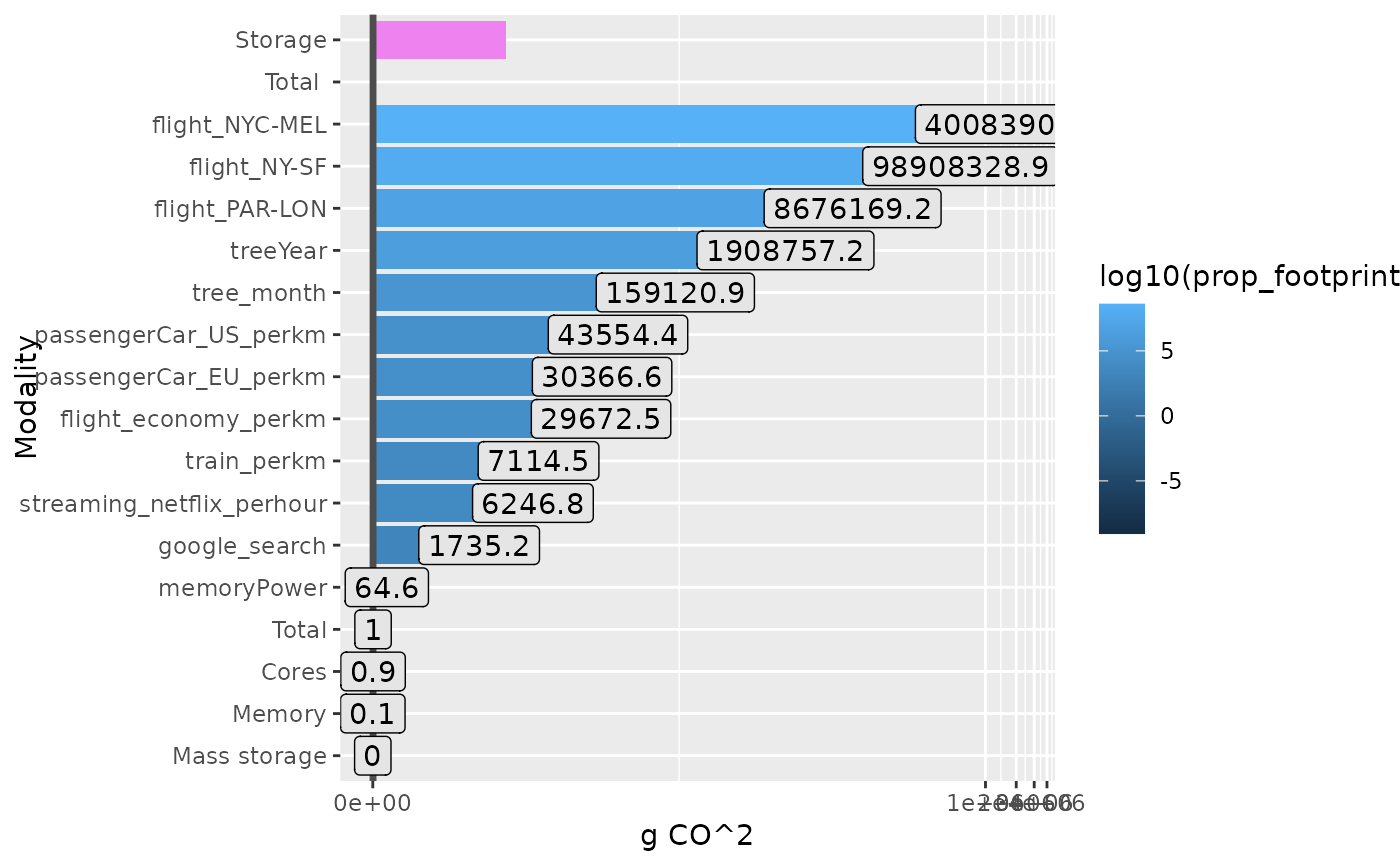 Storage
Total
flight_NYC-MEL
4008390
flight_NY-SF
98908328.9
flight_PAR-LON
8676169.2
treeYear
1908757.2
tree_month
159120.9
passengerCar_US_perkm
43554.4
passengerCar_EU_perkm
30366.6
flight_economy_perkm
29672.5
train_perkm
7114.5
streaming_netflix_perhour
6246.8
google_search
1735.2
memoryPower
64.6
Total
1
Cores
0.9
Memory
0.1
Mass storage
0
Modality
0e+00
g CO^2
log10(prop_footprint
5
0
-5